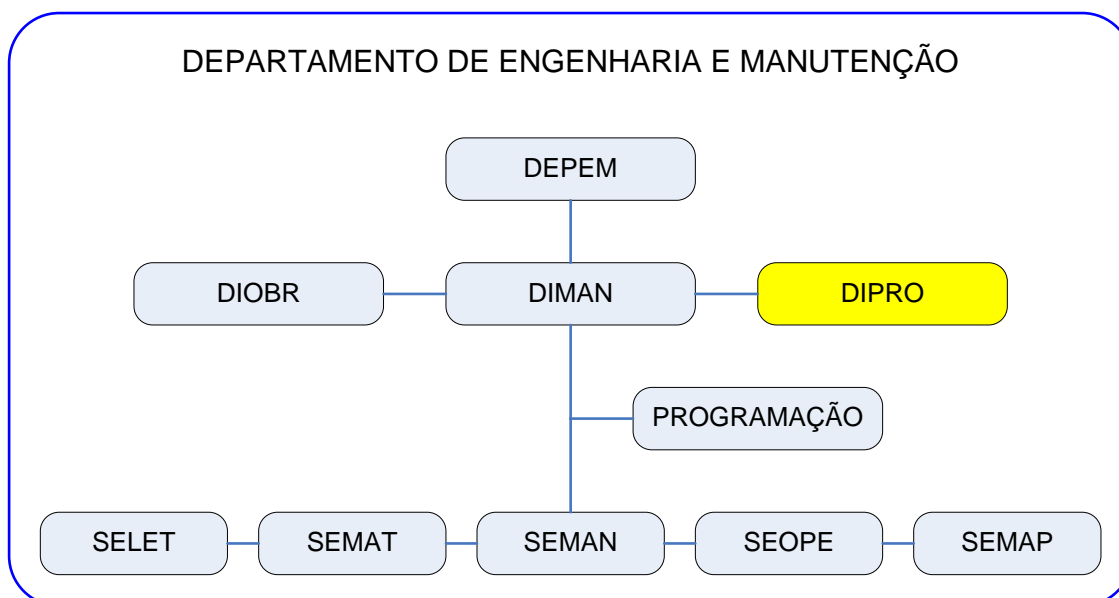 DEPARTAMENTO DE ENGENHARIA E MANUTENÇÃO
DEPEM
DIOBR
DIMAN
DIPRO
PROGRAMAÇÃO
SELET
SEMAT
SEMAN
SEOPE
SEMAP